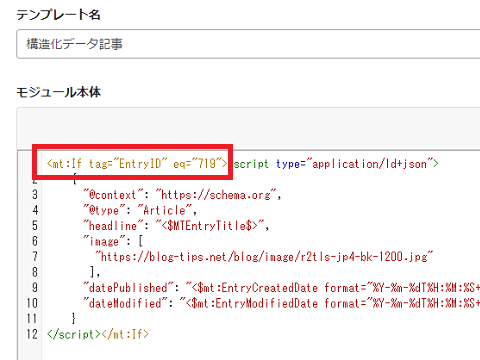 テンプレート名
構造化データ記事
モジュール本体
<mt:If tag="EntryID" eq="719"><script type="application/ld+json">
2 {
3 "@context": "https://schema.org",
4 "@type": "Article",
5 "headline": "<$MTEntryTitle$>",
6 "image": [
7 "https://blog-tips.net/blog/image/r2tls-jp4-bk-1200.jpg"
8 ],
9 "datePublished": "<$mt:EntryCreatedDate format="%Y-%m-%dT%H:%M:%S+
10 "dateModified": "<$mt:EntryModifiedDate format="%Y-%m-%dT%H:%M:%S+
11 }
12 </script></mt:If>